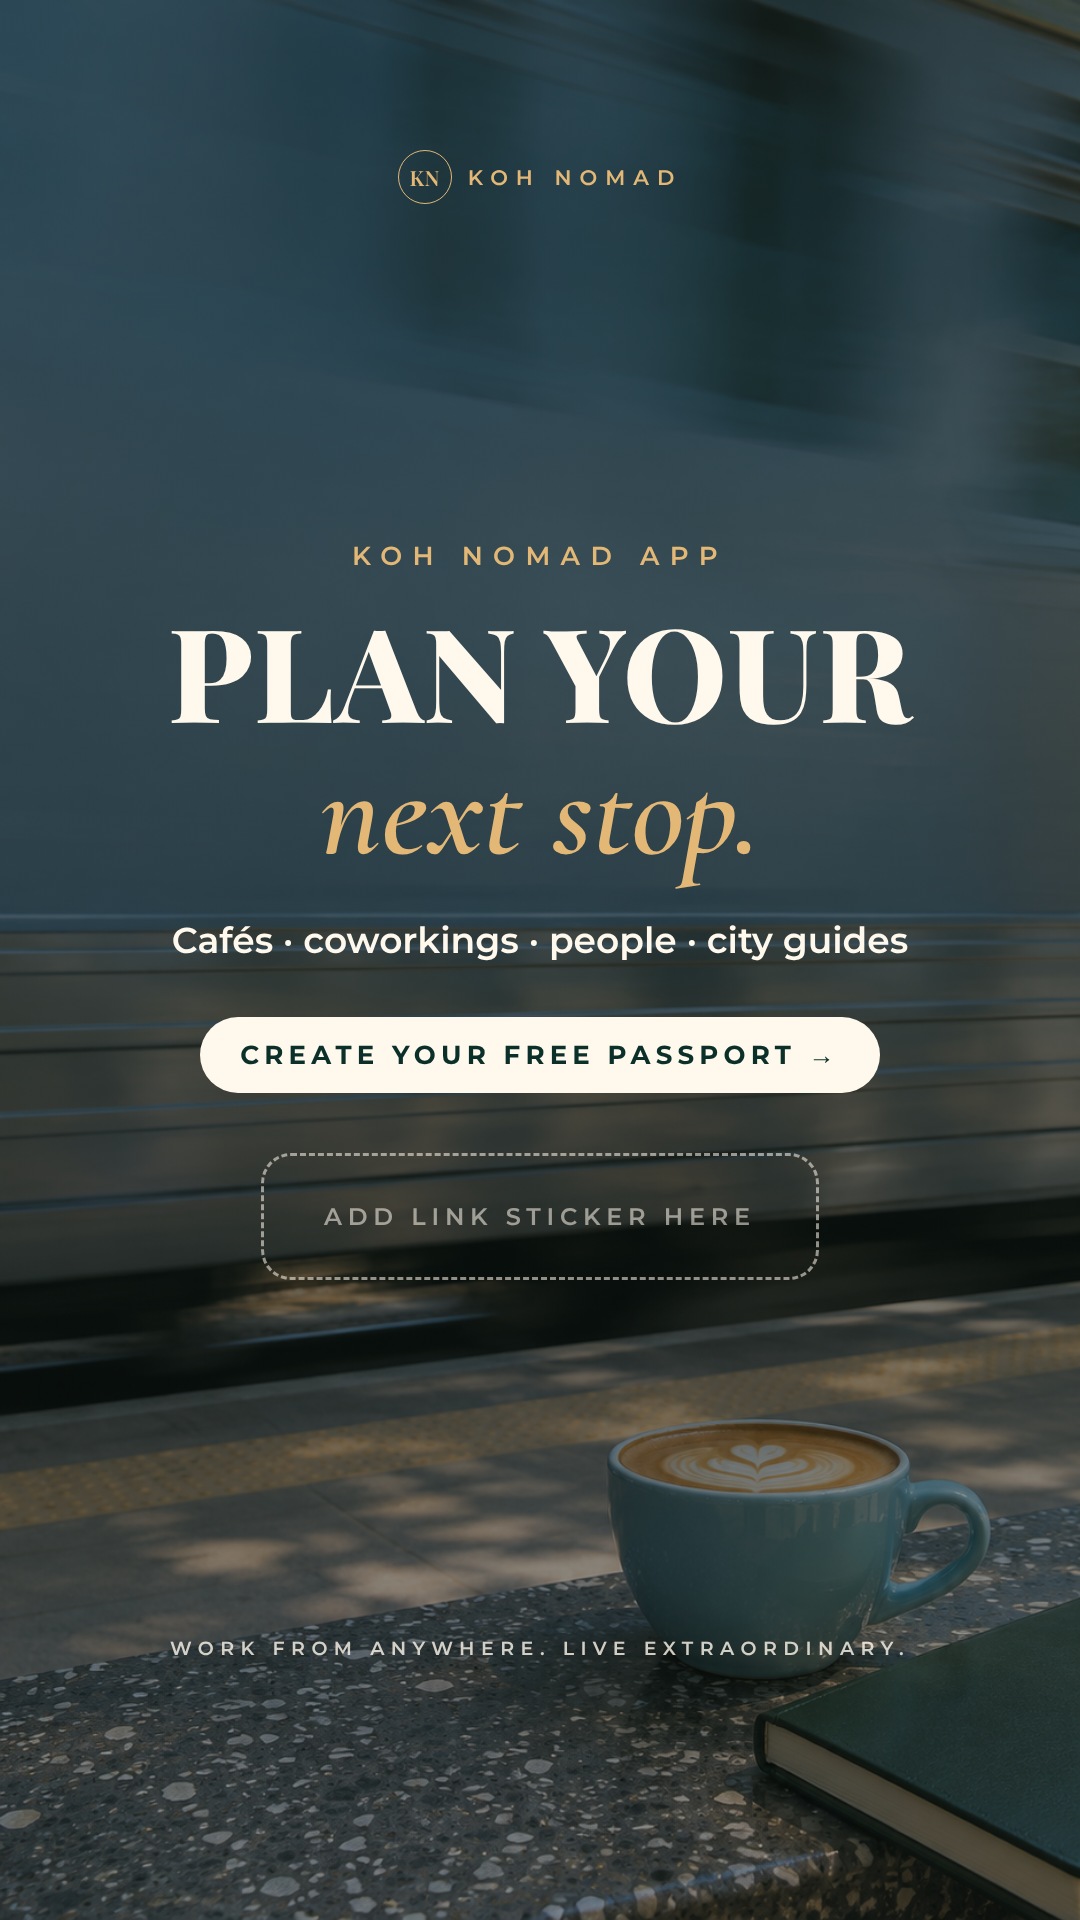 KN KOH NOMAD
KOH NOMAD APP
PLAN YOUR
next stop.
Cafés · coworkings · people · city guides
CREATE YOUR FREE PASSPORT →
ADD LINK STICKER HERE
WORK FROM ANYWHERE. LIVE EXTRAORDINARY.